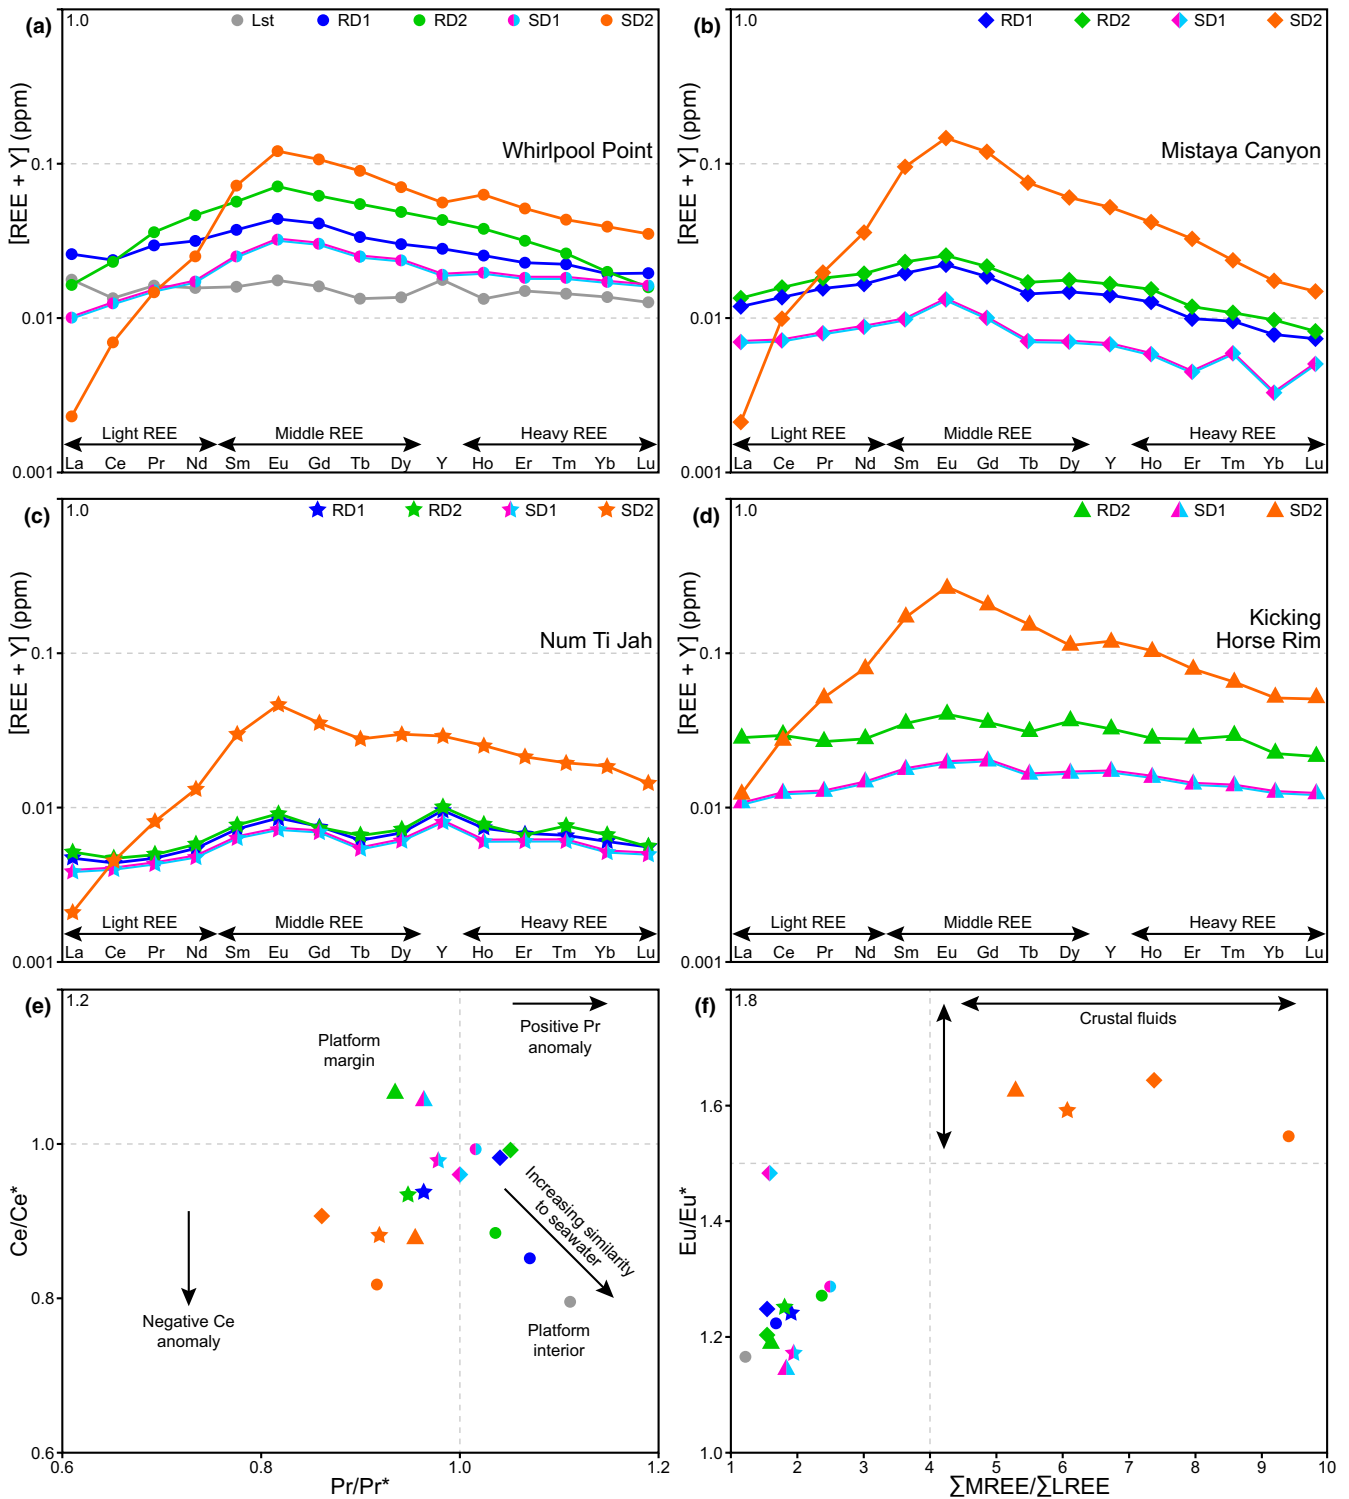 (a)
1.0
Lst
RD1
RD2
SD1
SD2
[REE + Y] (ppm)
Whirlpool Point
0.1
0.01
0.001
Light REE
Middle REE
Heavy REE
La Ce Pr Nd Sm Eu Gd Tb Dy Y Ho Er Tm Yb Lu
(b)
1.0
RD1
RD2
SD1
SD2
[REE + Y] (ppm)
Mistaya Canyon
0.1
0.01
0.001
Light REE
Middle REE
Heavy REE
La Ce Pr Nd Sm Eu Gd Tb Dy Y Ho Er Tm Yb Lu
(c)
1.0
RD1
RD2
SD1
SD2
[REE + Y] (ppm)
Num Ti Jah
0.1
0.01
0.001
Light REE
Middle REE
Heavy REE
La Ce Pr Nd Sm Eu Gd Tb Dy Y Ho Er Tm Yb Lu
(d)
1.0
RD2
SD1
SD2
[REE + Y] (ppm)
Kicking
Horse Rim
0.1
0.01
0.001
Light REE
Middle REE
Heavy REE
La Ce Pr Nd Sm Eu Gd Tb Dy Y Ho Er Tm Yb Lu
(e)
1.2
Positive Pr
anomaly
Platform
margin
1.0
Ce/Ce*
Increasing similarity
to seawater
0.8
Negative Ce
anomaly
Platform
interior
0.6
0.6 0.8 1.0 1.2
Pr/Pr*
(f)
1.8
Crustal fluids
1.6
Eu/Eu*
1.4
1.2
1.0
1 2 3 4 5 6 7 8 9 10
∑MREE/∑LREE